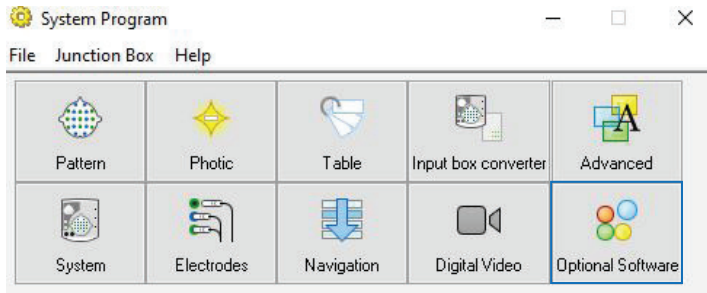 System Program
File Junction Box Help
Pattern Photic Table Input box converter Advanced
System Electrodes Navigation Digital Video Optional Software